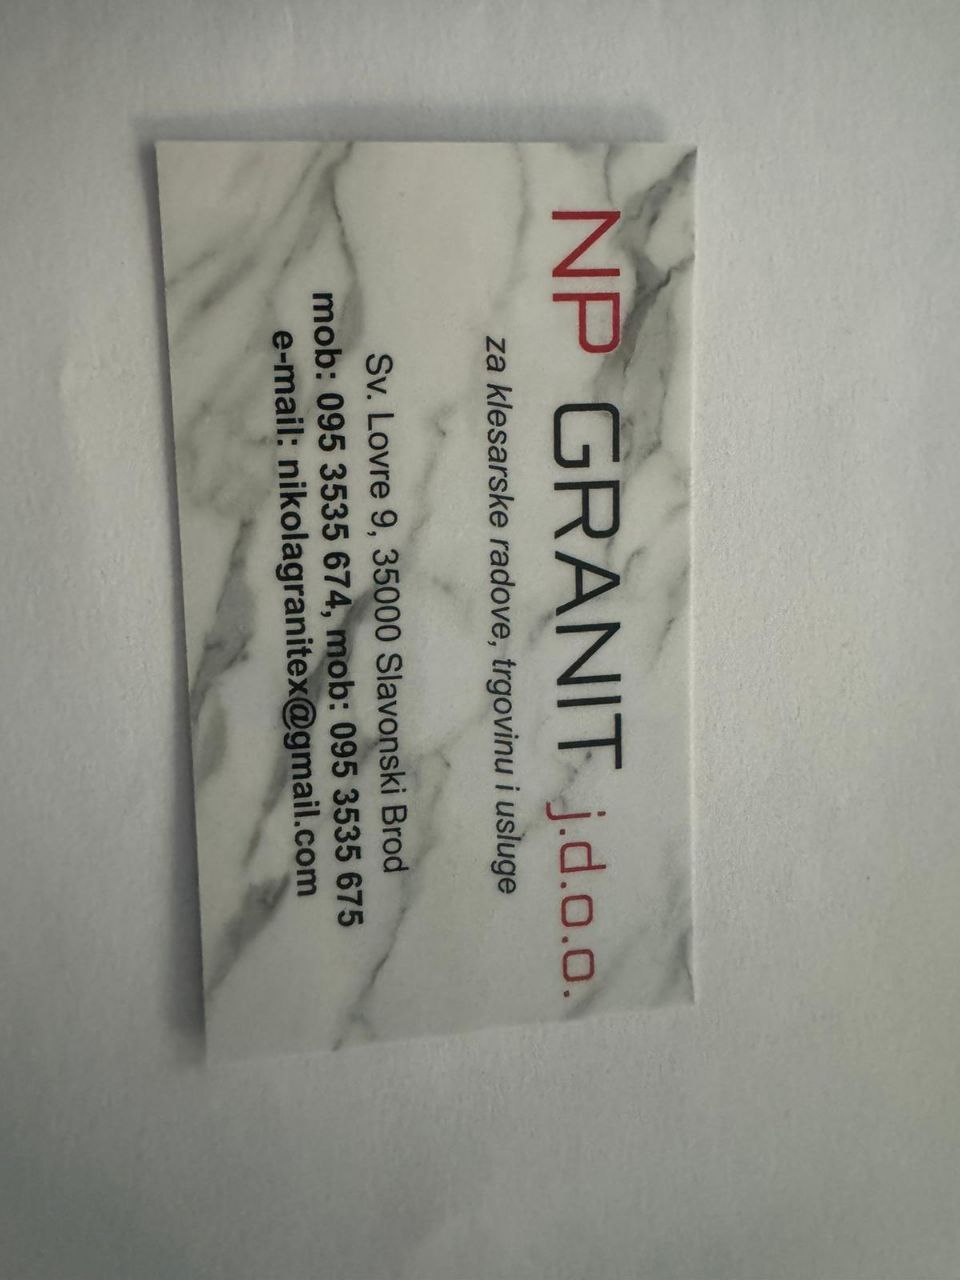 NP GRANIT j.d.o.o.
za klesarske radove, trgovinu i usluge
Sv. Lovre 9, 35000 Slavonski Brod
mob: 095 3535 674, mob: 095 3535 675
e-mail: nikolagranitex@gmail.com